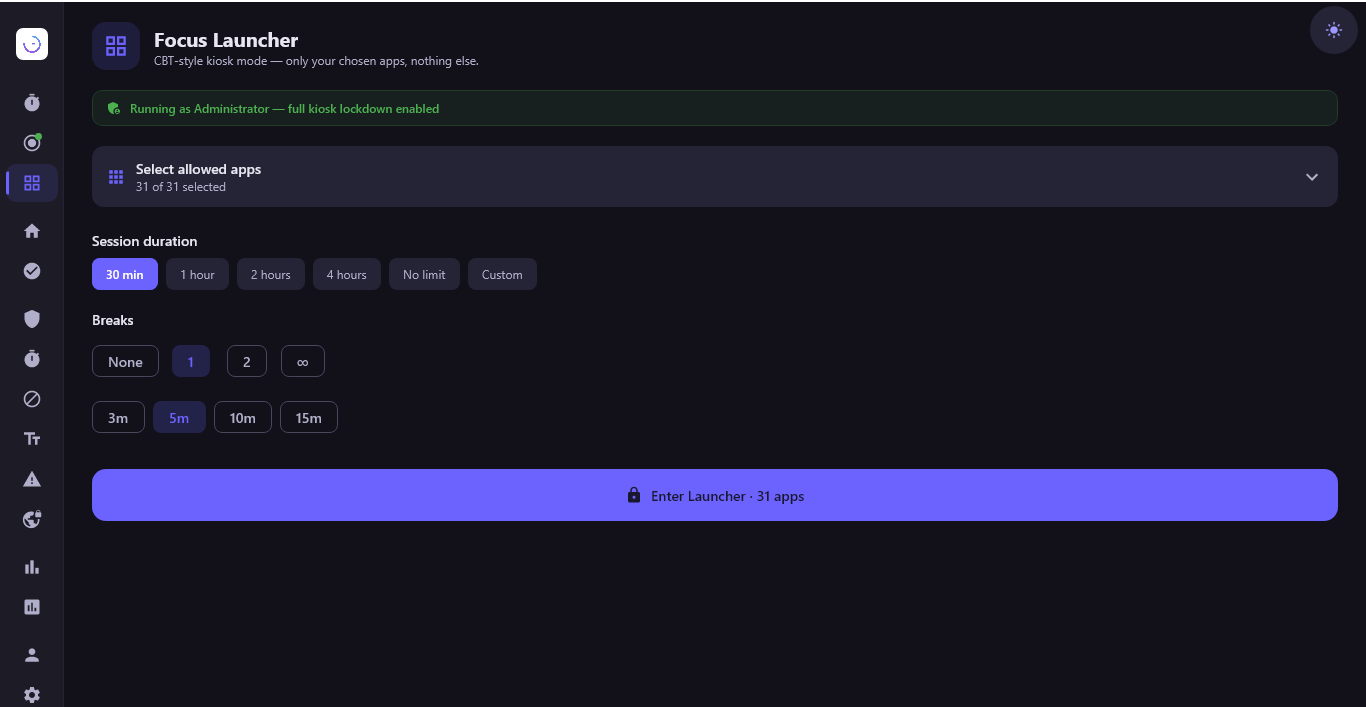 Focus Launcher
CBT-style kiosk mode — only your chosen apps, nothing else.
Running as Administrator — full kiosk lockdown enabled
Select allowed apps
31 of 31 selected
Session duration
30 min 1 hour 2 hours 4 hours No limit Custom
Breaks
None 1 2 ∞
3m 5m 10m 15m
Enter Launcher · 31 apps